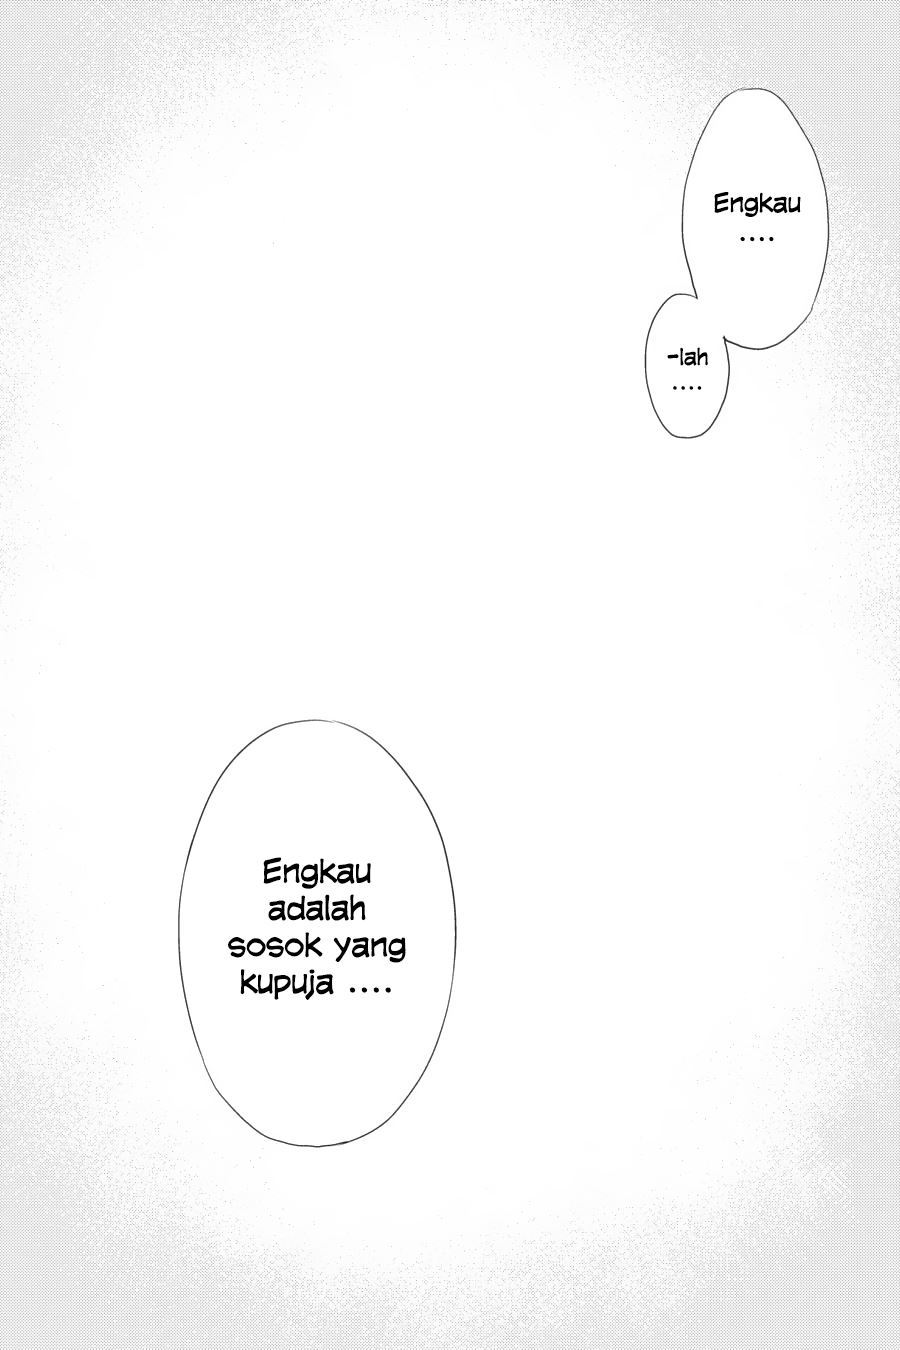 Engkau
....
-lah
....
Engkau
adalah
sosok yang
kupuja ....